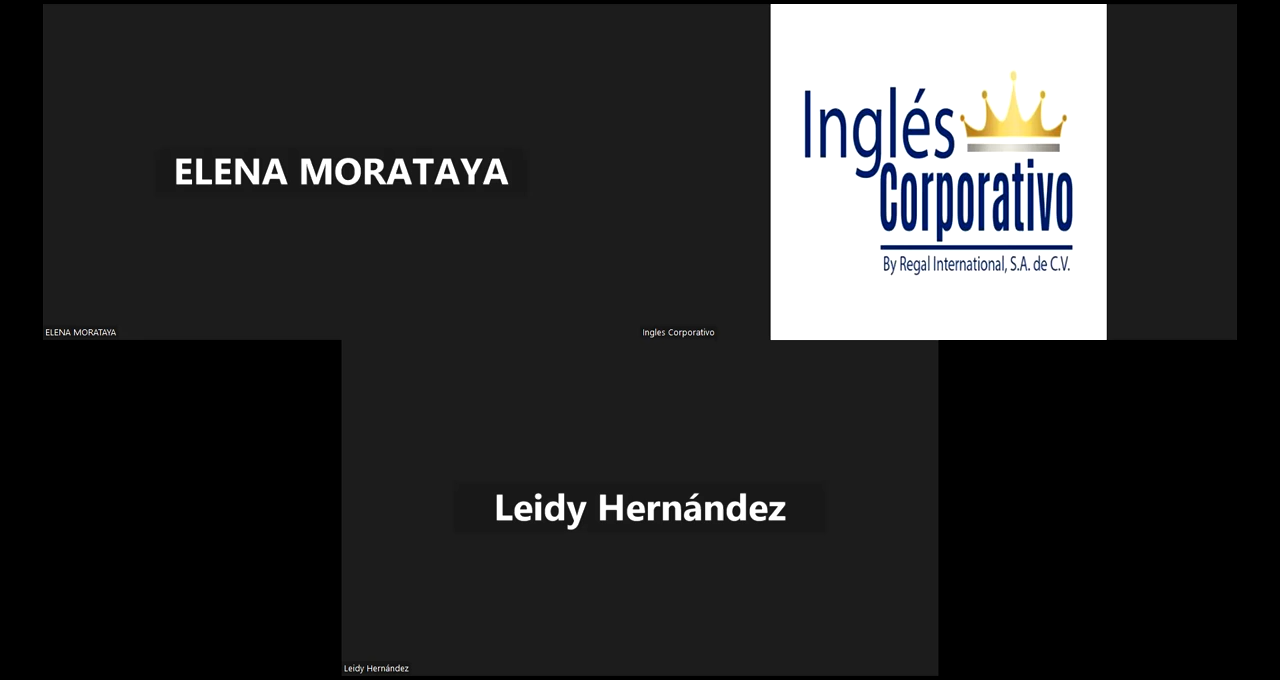 ELENA MORATAYA
ELENA MORATAYA
Inglés
Corporativo
By Regal International, S.A. de C.V.
Ingles Corporativo
Leidy Hernández
Leidy Hernández